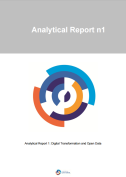 Analytical Report n1
Analytical Report 1: Digital Transformation and Open Data